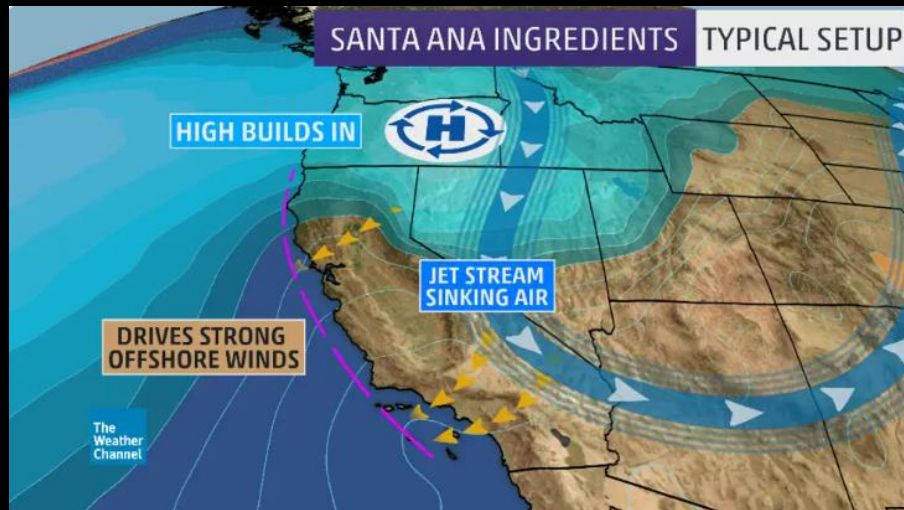 SANTA ANA INGREDIENTS TYPICAL SETUP
HIGH BUILDS IN
H
JET STREAM
SINKING AIR
DRIVES STRONG
OFFSHORE WINDS
The
Weather
Channel